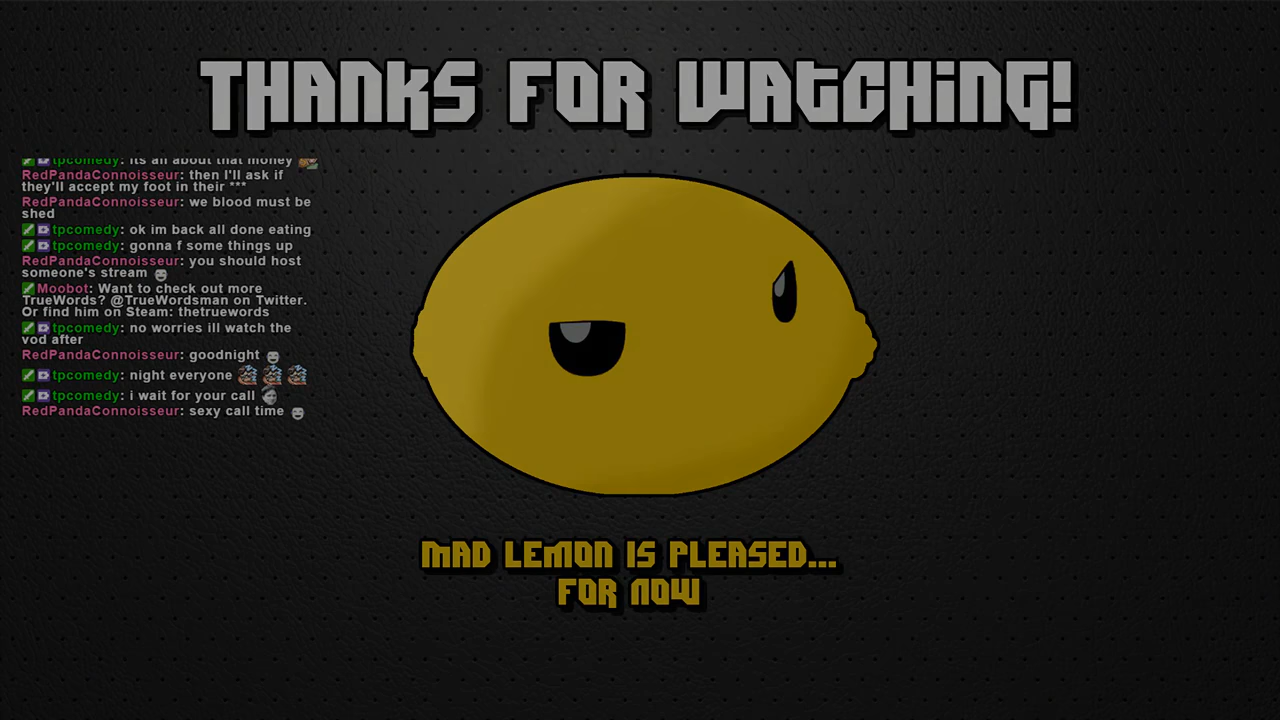 THANKS FOR WATCHING!
tpcomedy: its all about that money
RedPandaConnoisseur: then I'll ask if
they'll accept my foot in their ***
RedPandaConnoisseur: we blood must be
shed
tpcomedy: ok im back all done eating
tpcomedy: gonna f some things up
RedPandaConnoisseur: you should host
someone's stream
Moobot: Want to check out more
TrueWords? @TrueWordsman on Twitter.
Or find him on Steam: thetruewords
tpcomedy: no worries ill watch the
vod after
RedPandaConnoisseur: goodnight
tpcomedy: night everyone
tpcomedy: i wait for your call
RedPandaConnoisseur: sexy call time
MAD LEMON IS PLEASED...
FOR NOW